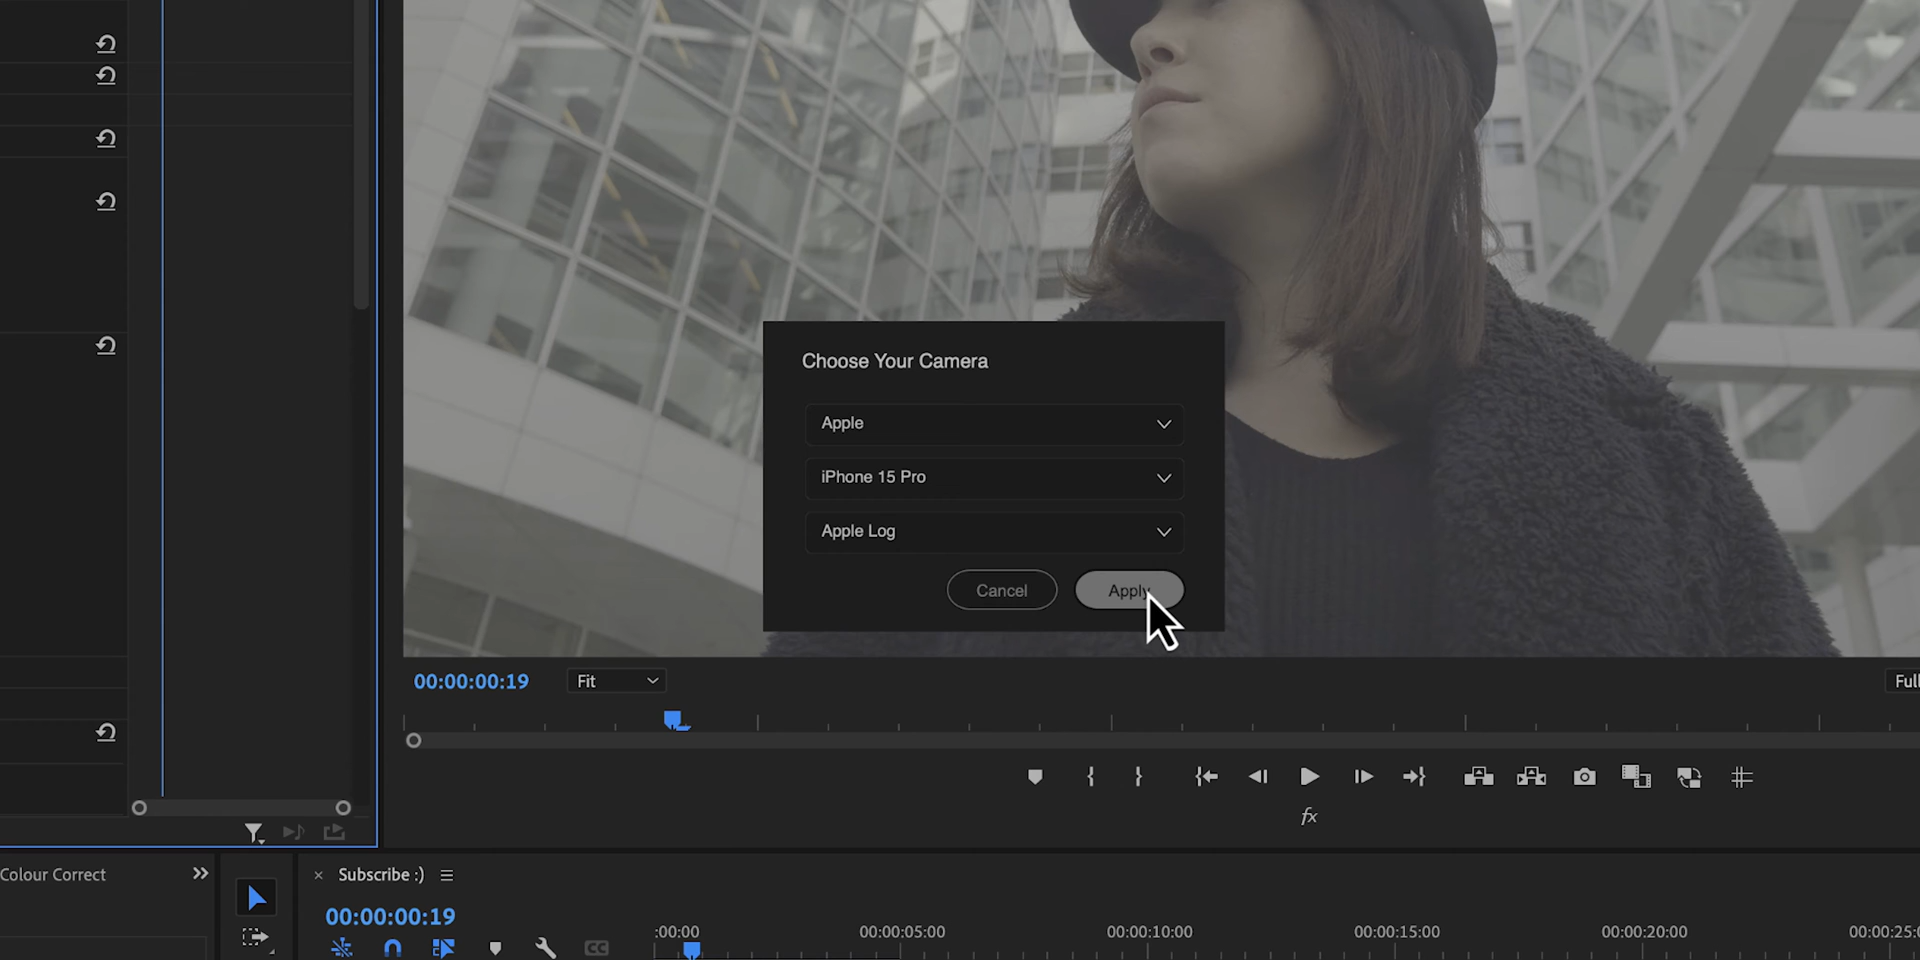 Choose Your Camera
Apple
iPhone 15 Pro
Apple Log
Cancel
Apply
00:00:00:19
Fit
Full
fx
Colour Correct
× Subscribe :)
00:00:00:19
CC
:00:00
00:00:05:00
00:00:10:00
00:00:15:00
00:00:20:00
00:00:25: